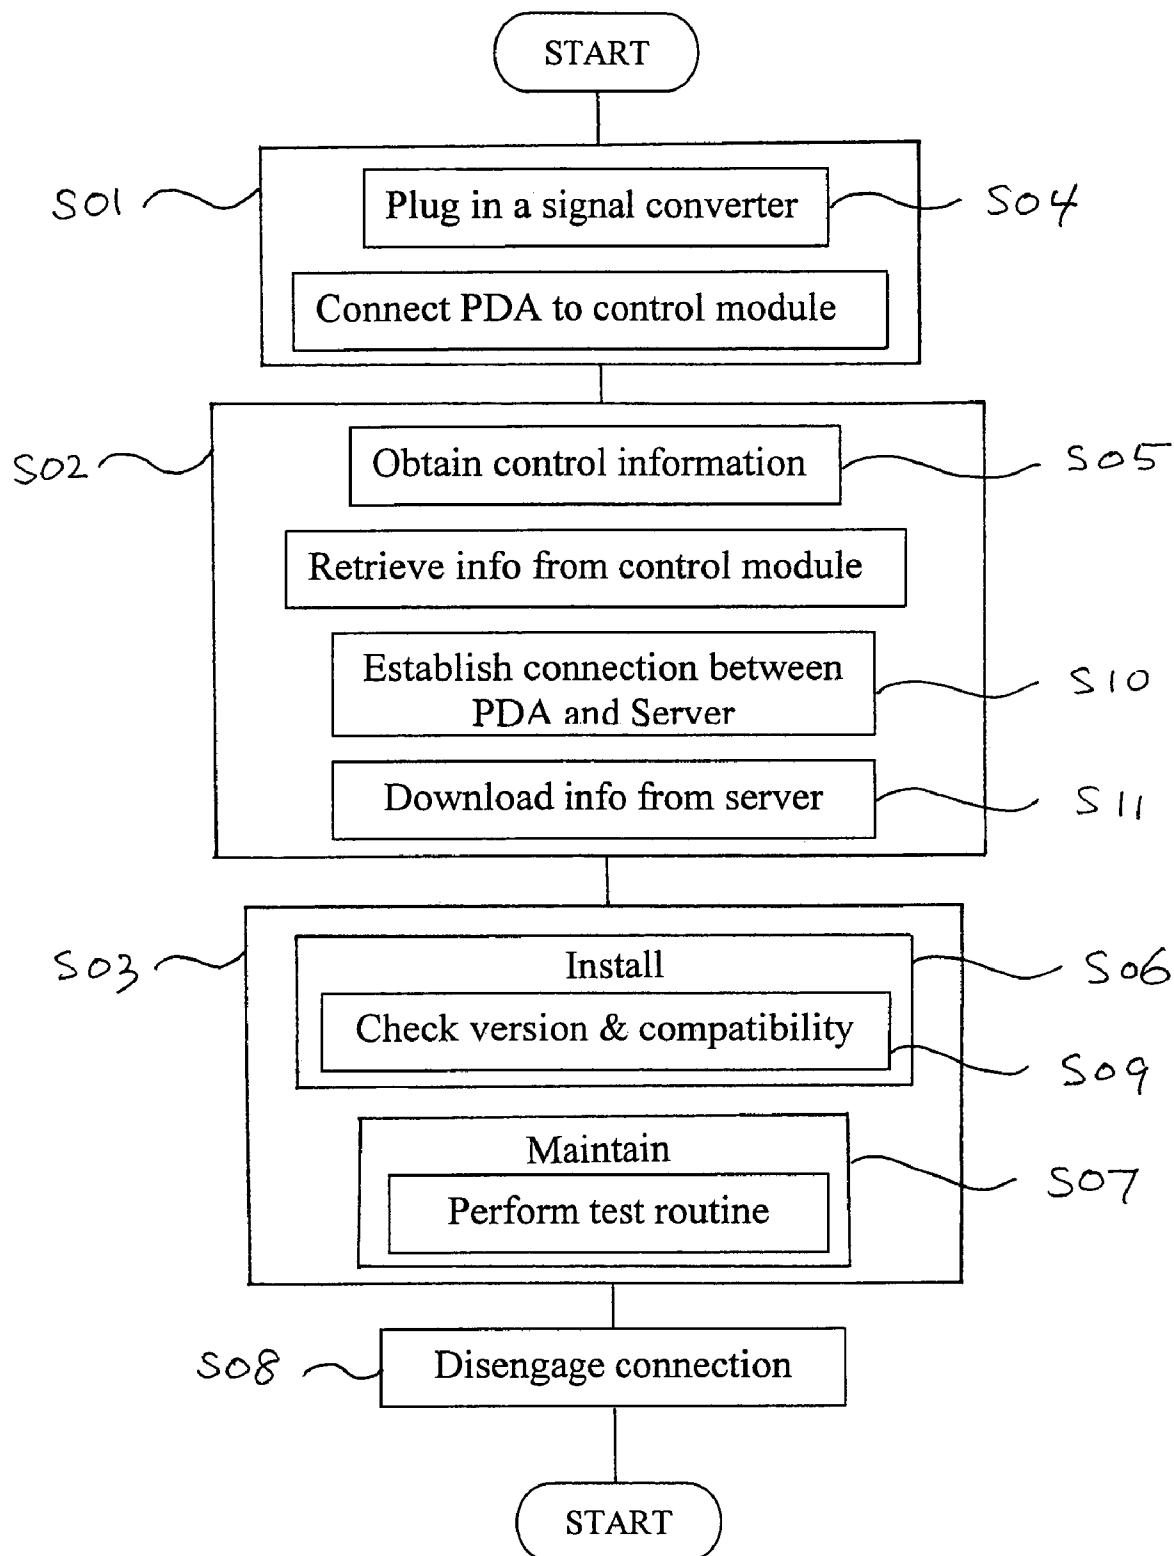 START
S01
Plug in a signal converter
S04
Connect PDA to control module
S02
Obtain control information
S05
Retrieve info from control module
Establish connection between
PDA and Server
S10
Download info from server
S11
S03
Install
S06
Check version & compatibility
S09
Maintain
S07
Perform test routine
S08
Disengage connection
START